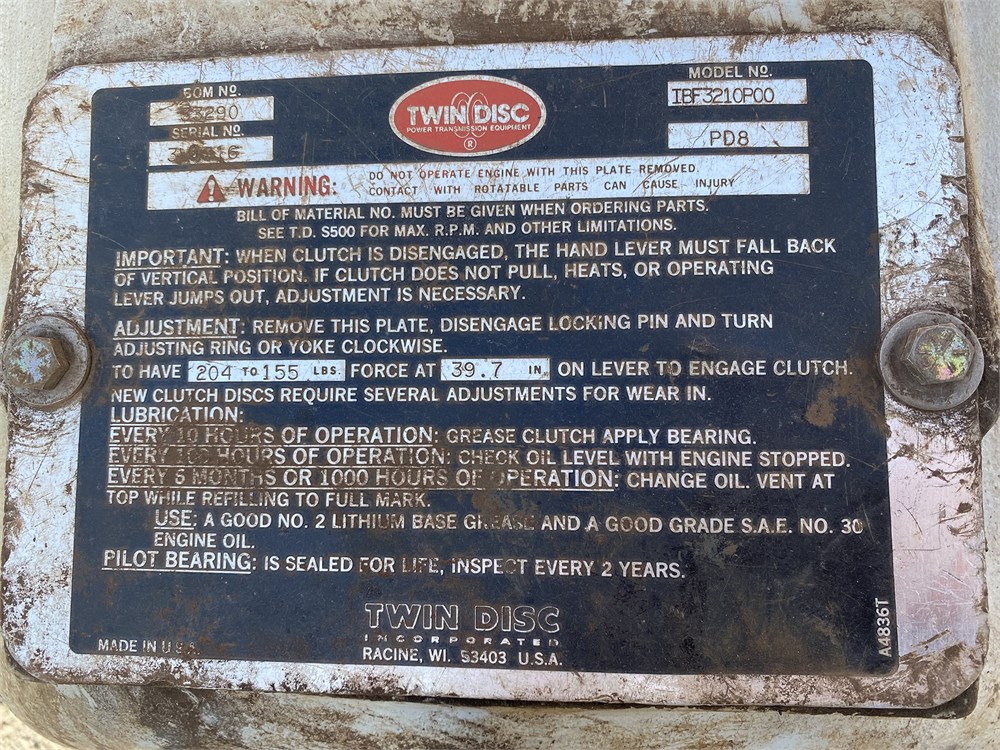 BOM NO.
SERIAL NO.
TWIN DISC
POWER TRANSMISSION EQUIPMENT
®
MODEL NO.
IBF3210P00
PD8
WARNING: DO NOT OPERATE ENGINE WITH THIS PLATE REMOVED.
CONTACT WITH ROTATABLE PARTS CAN CAUSE INJURY
BILL OF MATERIAL NO. MUST BE GIVEN WHEN ORDERING PARTS.
SEE T.D. S500 FOR MAX. R.P.M. AND OTHER LIMITATIONS.
IMPORTANT: WHEN CLUTCH IS DISENGAGED, THE HAND LEVER MUST FALL BACK
OF VERTICAL POSITION. IF CLUTCH DOES NOT PULL, HEATS, OR OPERATING
LEVER JUMPS OUT, ADJUSTMENT IS NECESSARY.
ADJUSTMENT: REMOVE THIS PLATE, DISENGAGE LOCKING PIN AND TURN
ADJUSTING RING OR YOKE CLOCKWISE.
TO HAVE 204 TO 155 LBS. FORCE AT 39.7 IN. ON LEVER TO ENGAGE CLUTCH.
NEW CLUTCH DISCS REQUIRE SEVERAL ADJUSTMENTS FOR WEAR IN.
LUBRICATION:
EVERY 10 HOURS OF OPERATION: GREASE CLUTCH APPLY BEARING.
EVERY 100 HOURS OF OPERATION: CHECK OIL LEVEL WITH ENGINE STOPPED.
EVERY 6 MONTHS OR 1000 HOURS OF OPERATION: CHANGE OIL. VENT AT
TOP WHILE REFILLING TO FULL MARK.
USE: A GOOD NO. 2 LITHIUM BASE GREASE AND A GOOD GRADE S.A.E. NO. 30
ENGINE OIL.
PILOT BEARING: IS SEALED FOR LIFE, INSPECT EVERY 2 YEARS.
TWIN DISC
INCORPORATED
RACINE, WI. 53403 U.S.A.
MADE IN U.S.A.
A4836T